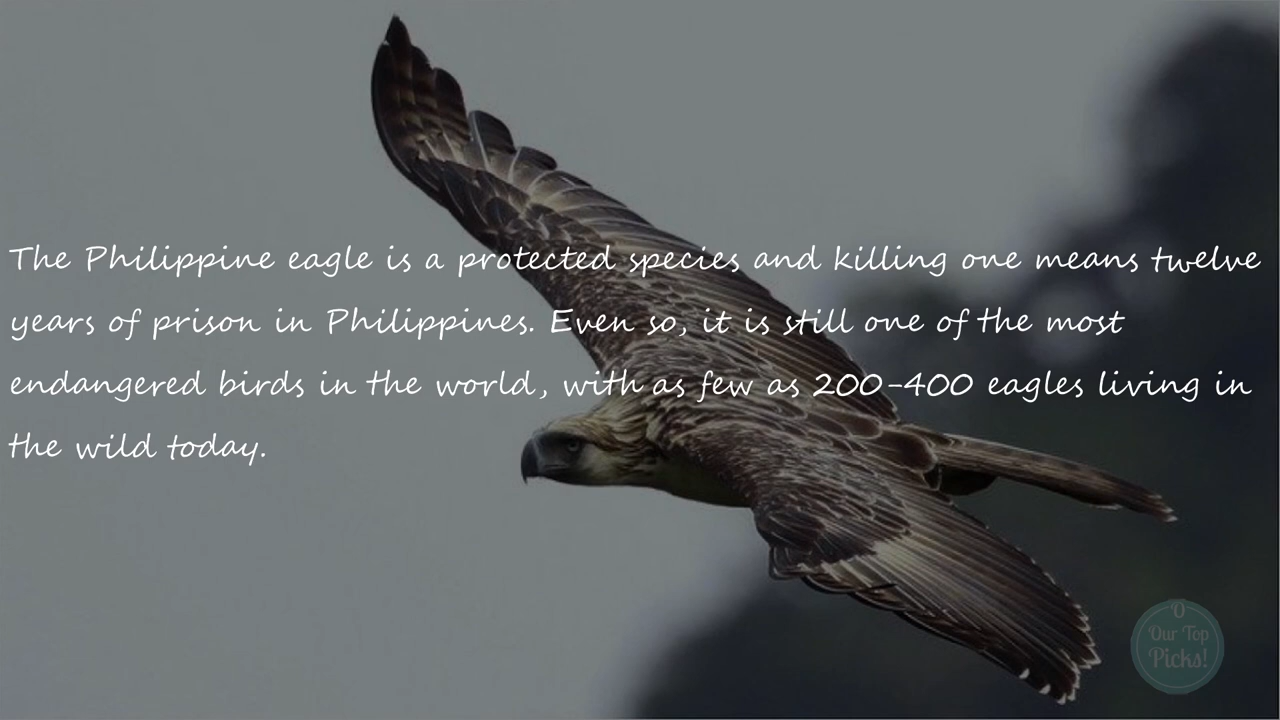 The Philippine eagle is a protected species and killing one means twelve
years of prison in Philippines. Even so, it is still one of the most
endangered birds in the world, with as few as 200-400 eagles living in
the wild today.
Our Top
Picks!